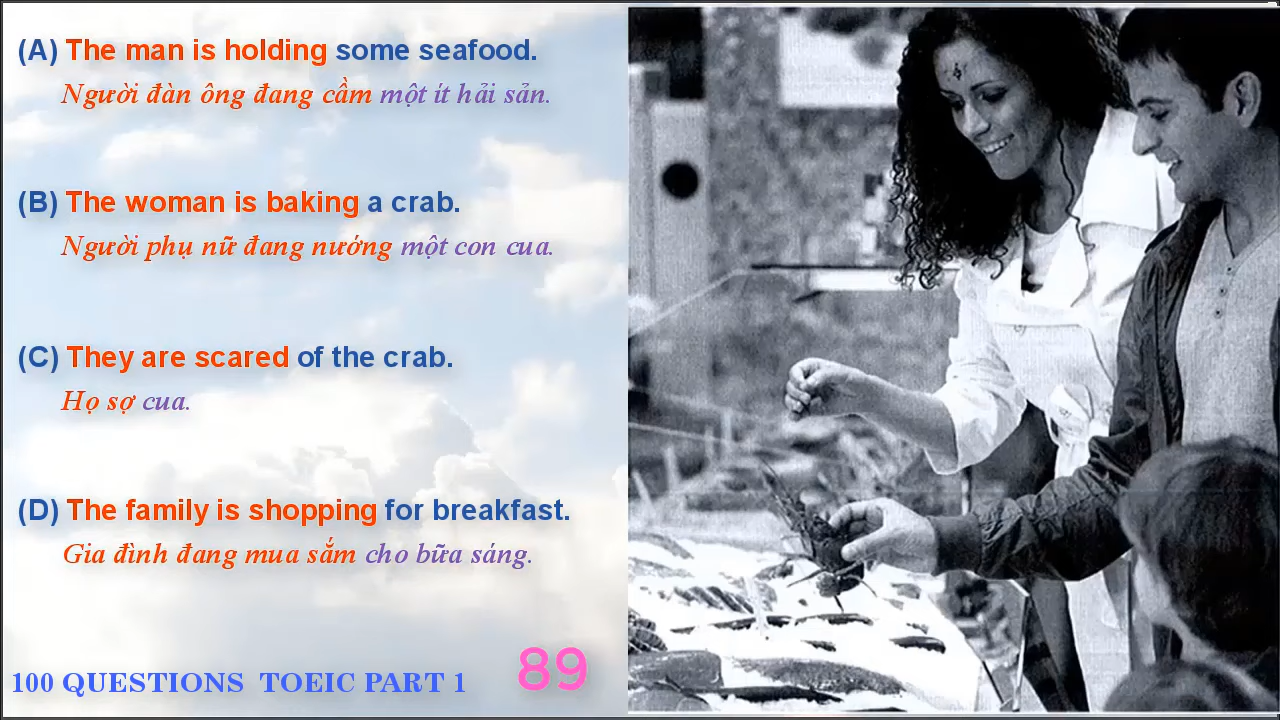 (A) The man is holding some seafood.
Người đàn ông đang cầm một ít hải sản.
(B) The woman is baking a crab.
Người phụ nữ đang nướng một con cua.
(C) They are scared of the crab.
Họ sợ cua.
(D) The family is shopping for breakfast.
Gia đình đang mua sắm cho bữa sáng.
100 QUESTIONS TOEIC PART 1
89